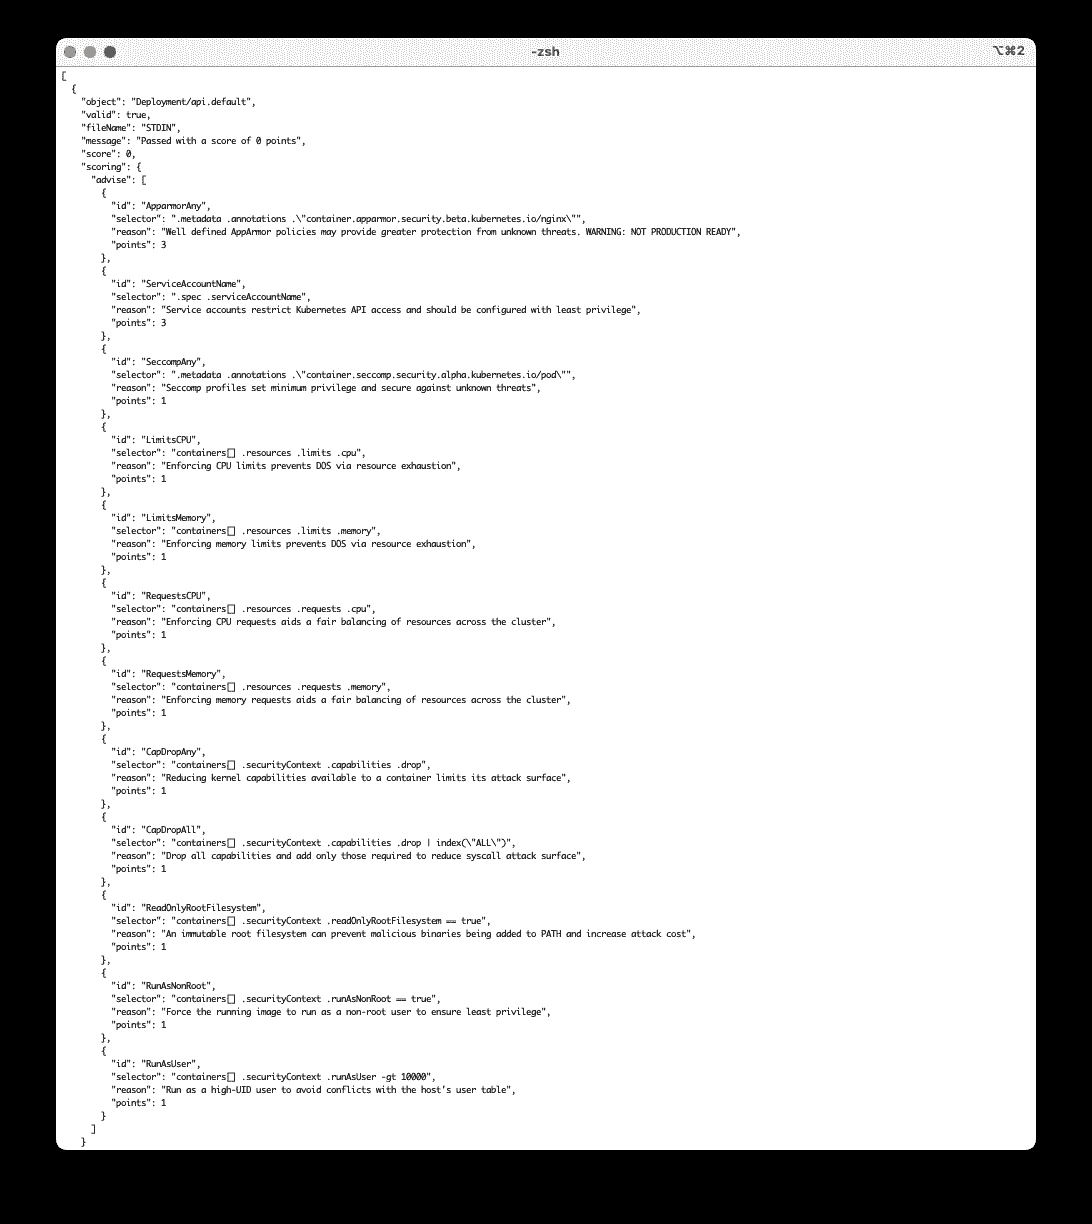 -zsh
⌥⌘2
[
  {
    "object": "Deployment/api.default",
    "valid": true,
    "fileName": "STDIN",
    "message": "Passed with a score of 0 points",
    "score": 0,
    "scoring": {
      "advise": [
        {
          "id": "ApparmorAny",
          "selector": ".metadata .annotations .\"container.apparmor.security.beta.kubernetes.io/nginx\"",
          "reason": "Well defined AppArmor policies may provide greater protection from unknown threats. WARNING: NOT PRODUCTION READY",
          "points": 3
        },
        {
          "id": "ServiceAccountName",
          "selector": ".spec .serviceAccountName",
          "reason": "Service accounts restrict Kubernetes API access and should be configured with least privilege",
          "points": 3
        },
        {
          "id": "SeccompAny",
          "selector": ".metadata .annotations .\"container.seccomp.security.alpha.kubernetes.io/pod\"",
          "reason": "Seccomp profiles set minimum privilege and secure against unknown threats",
          "points": 1
        },
        {
          "id": "LimitsCPU",
          "selector": "containers[] .resources .limits .cpu",
          "reason": "Enforcing CPU limits prevents DOS via resource exhaustion",
          "points": 1
        },
        {
          "id": "LimitsMemory",
          "selector": "containers[] .resources .limits .memory",
          "reason": "Enforcing memory limits prevents DOS via resource exhaustion",
          "points": 1
        },
        {
          "id": "RequestsCPU",
          "selector": "containers[] .resources .requests .cpu",
          "reason": "Enforcing CPU requests aids a fair balancing of resources across the cluster",
          "points": 1
        },
        {
          "id": "RequestsMemory",
          "selector": "containers[] .resources .requests .memory",
          "reason": "Enforcing memory requests aids a fair balancing of resources across the cluster",
          "points": 1
        },
        {
          "id": "CapDropAny",
          "selector": "containers[] .securityContext .capabilities .drop",
          "reason": "Reducing kernel capabilities available to a container limits its attack surface",
          "points": 1
        },
        {
          "id": "CapDropAll",
          "selector": "containers[] .securityContext .capabilities .drop | index(\"ALL\")",
          "reason": "Drop all capabilities and add only those required to reduce syscall attack surface",
          "points": 1
        },
        {
          "id": "ReadOnlyRootFilesystem",
          "selector": "containers[] .securityContext .readOnlyRootFilesystem == true",
          "reason": "An immutable root filesystem can prevent malicious binaries being added to PATH and increase attack cost",
          "points": 1
        },
        {
          "id": "RunAsNonRoot",
          "selector": "containers[] .securityContext .runAsNonRoot == true",
          "reason": "Force the running image to run as a non-root user to ensure least privilege",
          "points": 1
        },
        {
          "id": "RunAsUser",
          "selector": "containers[] .securityContext .runAsUser -gt 10000",
          "reason": "Run as a high-UID user to avoid conflicts with the host's user table",
          "points": 1
        }
      ]
    }